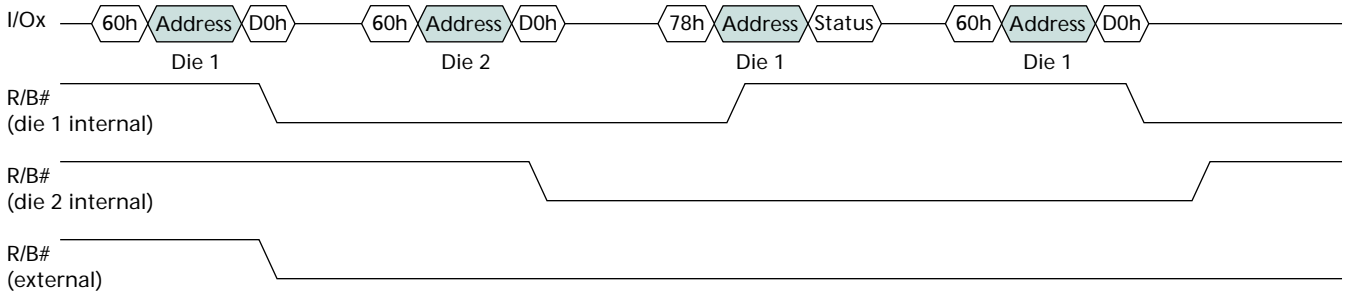 I/Ox 60h Address D0h 60h Address D0h 78h Address Status 60h Address D0h
Die 1 Die 2 Die 1 Die 1
R/B#
(die 1 internal)
R/B#
(die 2 internal)
R/B#
(external)